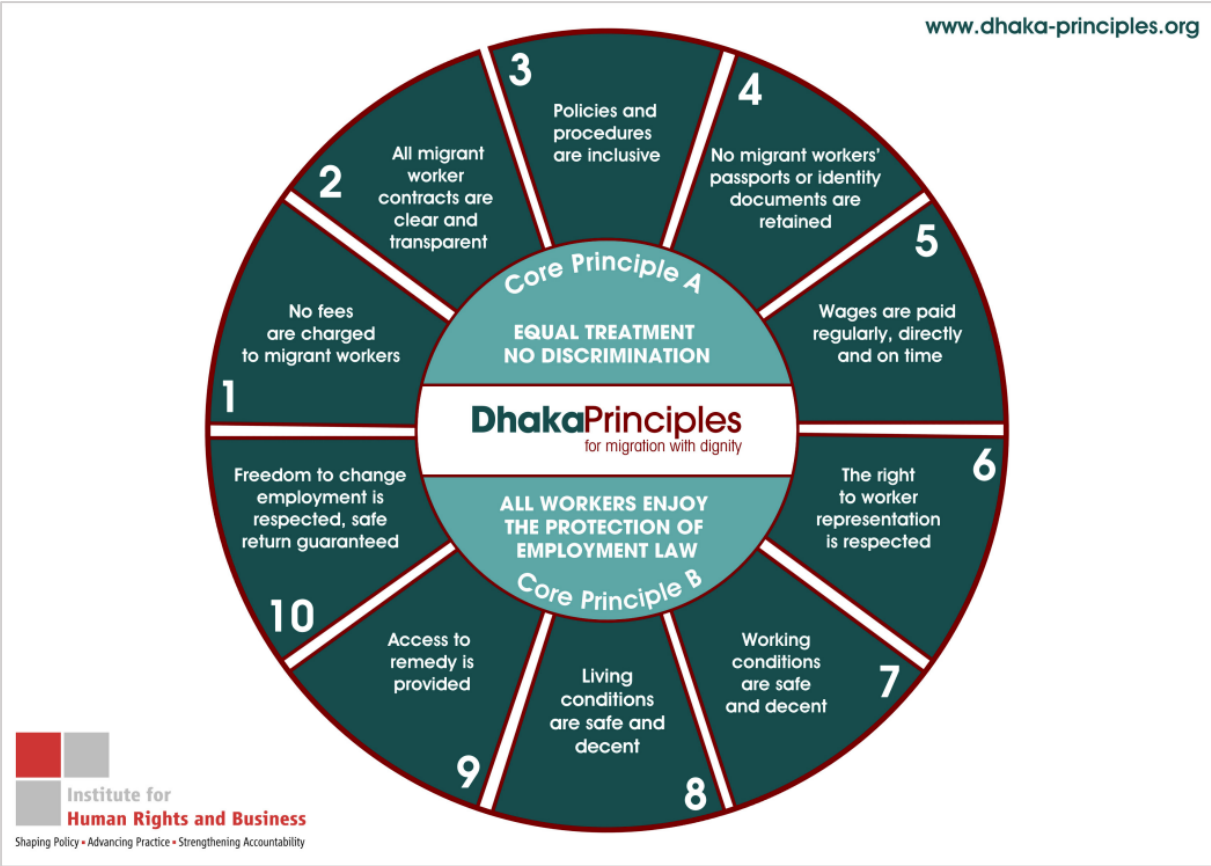 www.dhaka-principles.org
1
No fees
are charged
to migrant workers
2
All migrant
worker
contracts are
clear and
transparent
3
Policies and
procedures
are inclusive
4
No migrant workers'
passports or identity
documents are
retained
5
Wages are paid
regularly, directly
and on time
6
The right
to worker
representation
is respected
7
Working
conditions
are safe
and decent
8
Living
conditions
are safe and
decent
9
Access to
remedy is
provided
10
Freedom to change
employment is
respected, safe
return guaranteed
Core Principle A
EQUAL TREATMENT
NO DISCRIMINATION
DhakaPrinciples
for migration with dignity
ALL WORKERS ENJOY
THE PROTECTION OF
EMPLOYMENT LAW
Core Principle B
Institute for
Human Rights and Business
Shaping Policy ▪ Advancing Practice ▪ Strengthening Accountability